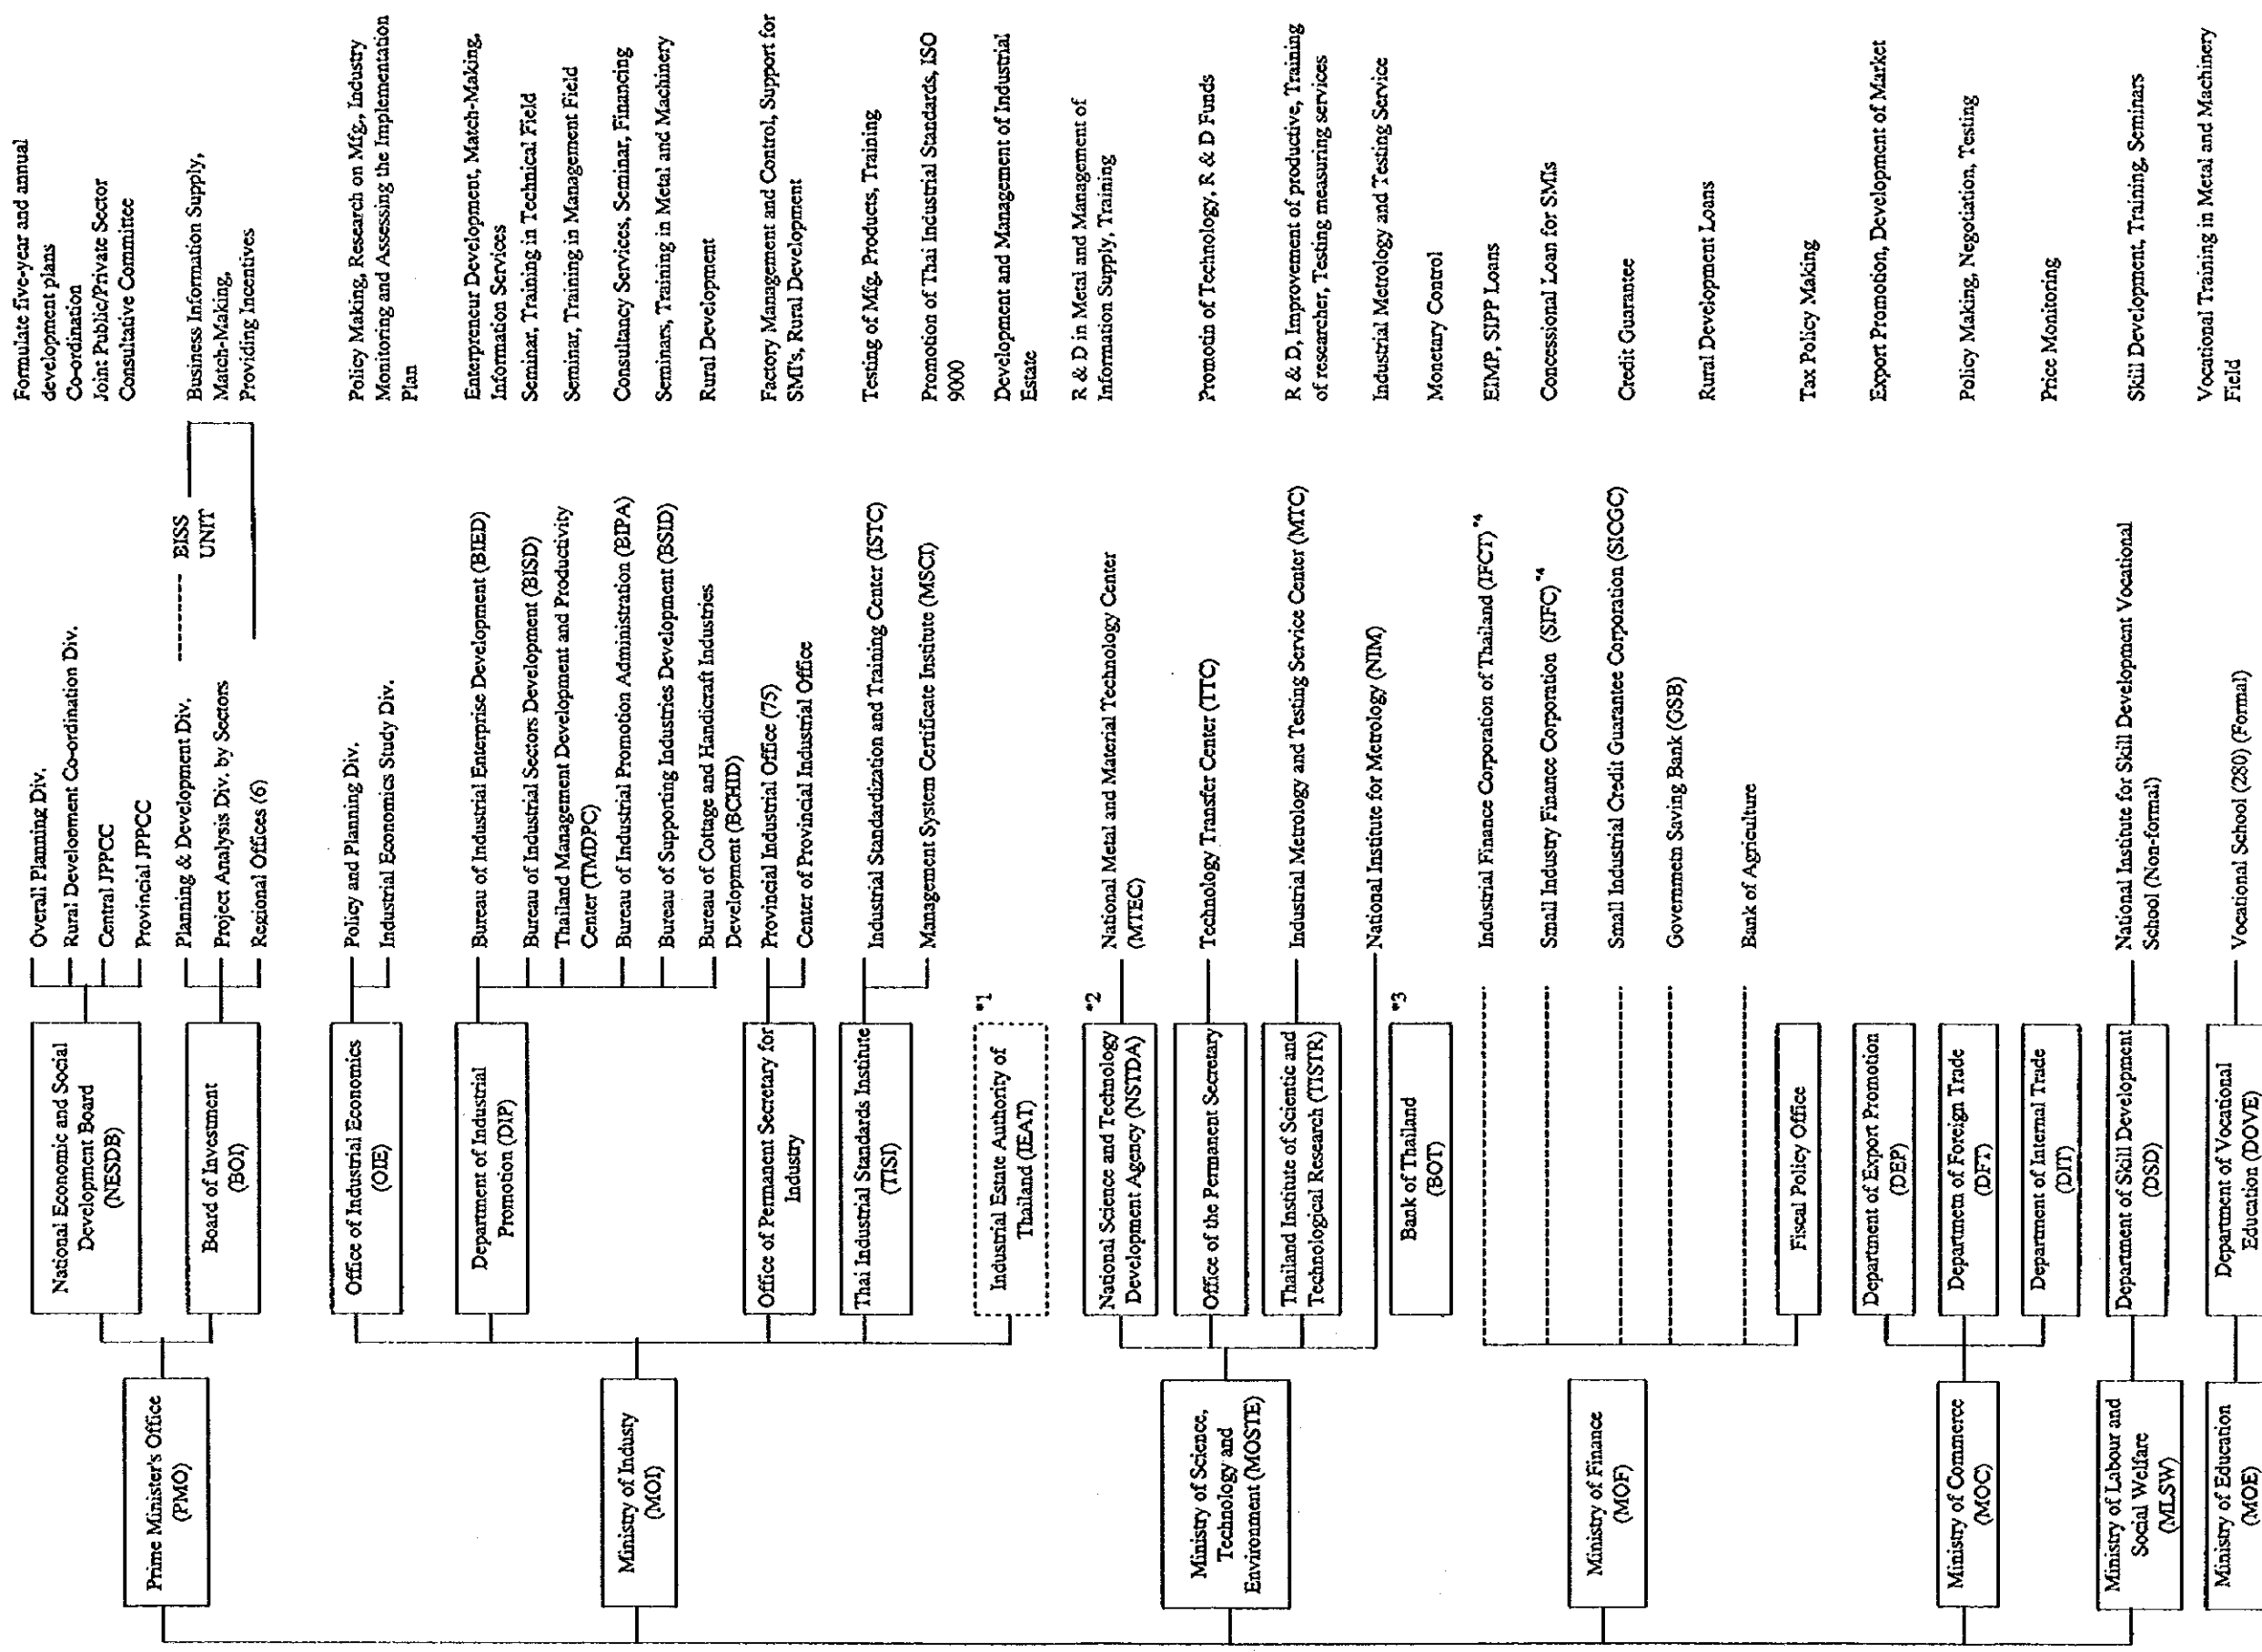 Prime Minister's Office
(PMO)
National Economic and Social
Development Board
(NESDB)
Overall Planning Div.
Rural Development Co-ordination Div.
Central JPPCC
Provincial JPPCC
Formulate five-year and annual
development plans
Co-ordination
Joint Public/Private Sector
Consultative Committee
Board of Investment
(BOI)
Planning & Development Div.
Project Analysis Div. by Sectors
Regional Offices (6)
EISS
UNIT
Business Information Supply,
Match-Making,
Providing Incentives
Ministry of Industry
(MOI)
Office of Industrial Economics
(OIE)
Policy and Planning Div.
Industrial Economics Study Div.
Policy Making, Research on Mfg., Industry
Monitoring and Assessing the Implementation
Plan
Department of Industrial
Promotion (DIP)
Bureau of Industrial Enterprise Development (BIED)
Enterpreneur Development, Match-Making,
Information Services
Bureau of Industrial Sectors Development (BISD)
Seminar, Training in Technical Field
Thailand Management Development and Productivity
Center (TMDPC)
Seminar, Training in Management Field
Bureau of Industrial Promotion Administration (BIPA)
Consultancy Services, Seminar, Financing
Bureau of Supporting Industries Development (BSID)
Seminars, Training in Metal and Machinery
Bureau of Cottage and Handicraft Industries
Development (BCHID)
Rural Development
Office of Permanent Secretary for
Industry
Provincial Industrial Office (75)
Center of Provincial Industrial Office
Factory Management and Control, Support for
SMI's, Rural Development
Thai Industrial Standards Institute
(TISI)
Industrial Standardization and Training Center (ISTC)
Testing of Mfg. Products, Training
Management System Certificate Institute (MSCI)
Promotion of Thai Industrial Standards, ISO
9000
Industrial Estate Authority of
Thailand (IEAT)
*1
Development and Management of Industrial
Estate
Ministry of Science,
Technology and
Environment (MOSTE)
National Science and Technology
Development Agency (NSTDA)
*2
National Metal and Material Technology Center
(MTEC)
R & D in Metal and Management of
Information Supply, Training
Office of the Permanent Secretary
Technology Transfer Center (TTC)
Promotin of Technology, R & D Funds
Thailand Institute of Scientic and
Technological Research (TISTR)
Industrial Metrology and Testing Service Center (MTC)
R & D, Improvement of productive, Training
of researcher, Testing measuring services
National Institute for Metrology (NIM)
Industrial Metrology and Testing Service
Bank of Thailand
(BOT)
*3
Monetary Control
Ministry of Finance
(MOF)
Industrial Finance Corporation of Thailand (IFCT) *4
EIMP, SIPP Loans
Small Industry Finance Corporation (SIFC) *4
Concessional Loan for SMIs
Small Industrial Credit Guarantee Corporation (SICGC)
Credit Guarantee
Governmetn Saving Bank (GSB)
Rural Development Loans
Bank of Agriculture
Fiscal Policy Office
Tax Policy Making
Ministry of Commerce
(MOC)
Department of Export Promotion
(DEP)
Export Promotion, Development of Market
Departmetn of Foreign Trade
(DFT)
Policy Making, Negotiation, Testing
Department of Internal Trade
(DIT)
Price Monitoring
Ministry of Labour and
Social Welfare
(MLSW)
Department of Skill Development
(DSD)
National Institute for Skill Development Vocational
School (Non-formal)
Skill Development, Training, Seminars
Ministry of Education
(MOE)
Department of Vocational
Education (DOVE)
Vocational School (280) (Formal)
Vocational Training in Metal and Machinery
Field